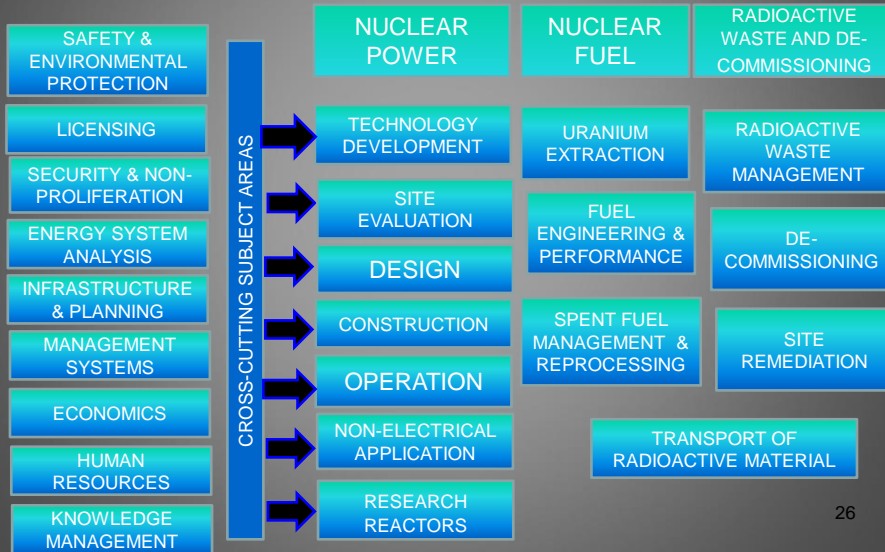 SAFETY &
ENVIRONMENTAL
PROTECTION
LICENSING
SECURITY & NON-
PROLIFERATION
ENERGY SYSTEM
ANALYSIS
INFRASTRUCTURE
& PLANNING
MANAGEMENT
SYSTEMS
ECONOMICS
HUMAN
RESOURCES
KNOWLEDGE
MANAGEMENT
CROSS-CUTTING SUBJECT AREAS
NUCLEAR
POWER
TECHNOLOGY
DEVELOPMENT
SITE
EVALUATION
DESIGN
CONSTRUCTION
OPERATION
NON-ELECTRICAL
APPLICATION
RESEARCH
REACTORS
NUCLEAR
FUEL
URANIUM
EXTRACTION
FUEL
ENGINEERING &
PERFORMANCE
SPENT FUEL
MANAGEMENT &
REPROCESSING
RADIOACTIVE
WASTE AND DE-
COMMISSIONING
RADIOACTIVE
WASTE
MANAGEMENT
DE-
COMMISSIONING
SITE
REMEDIATION
TRANSPORT OF
RADIOACTIVE MATERIAL
26